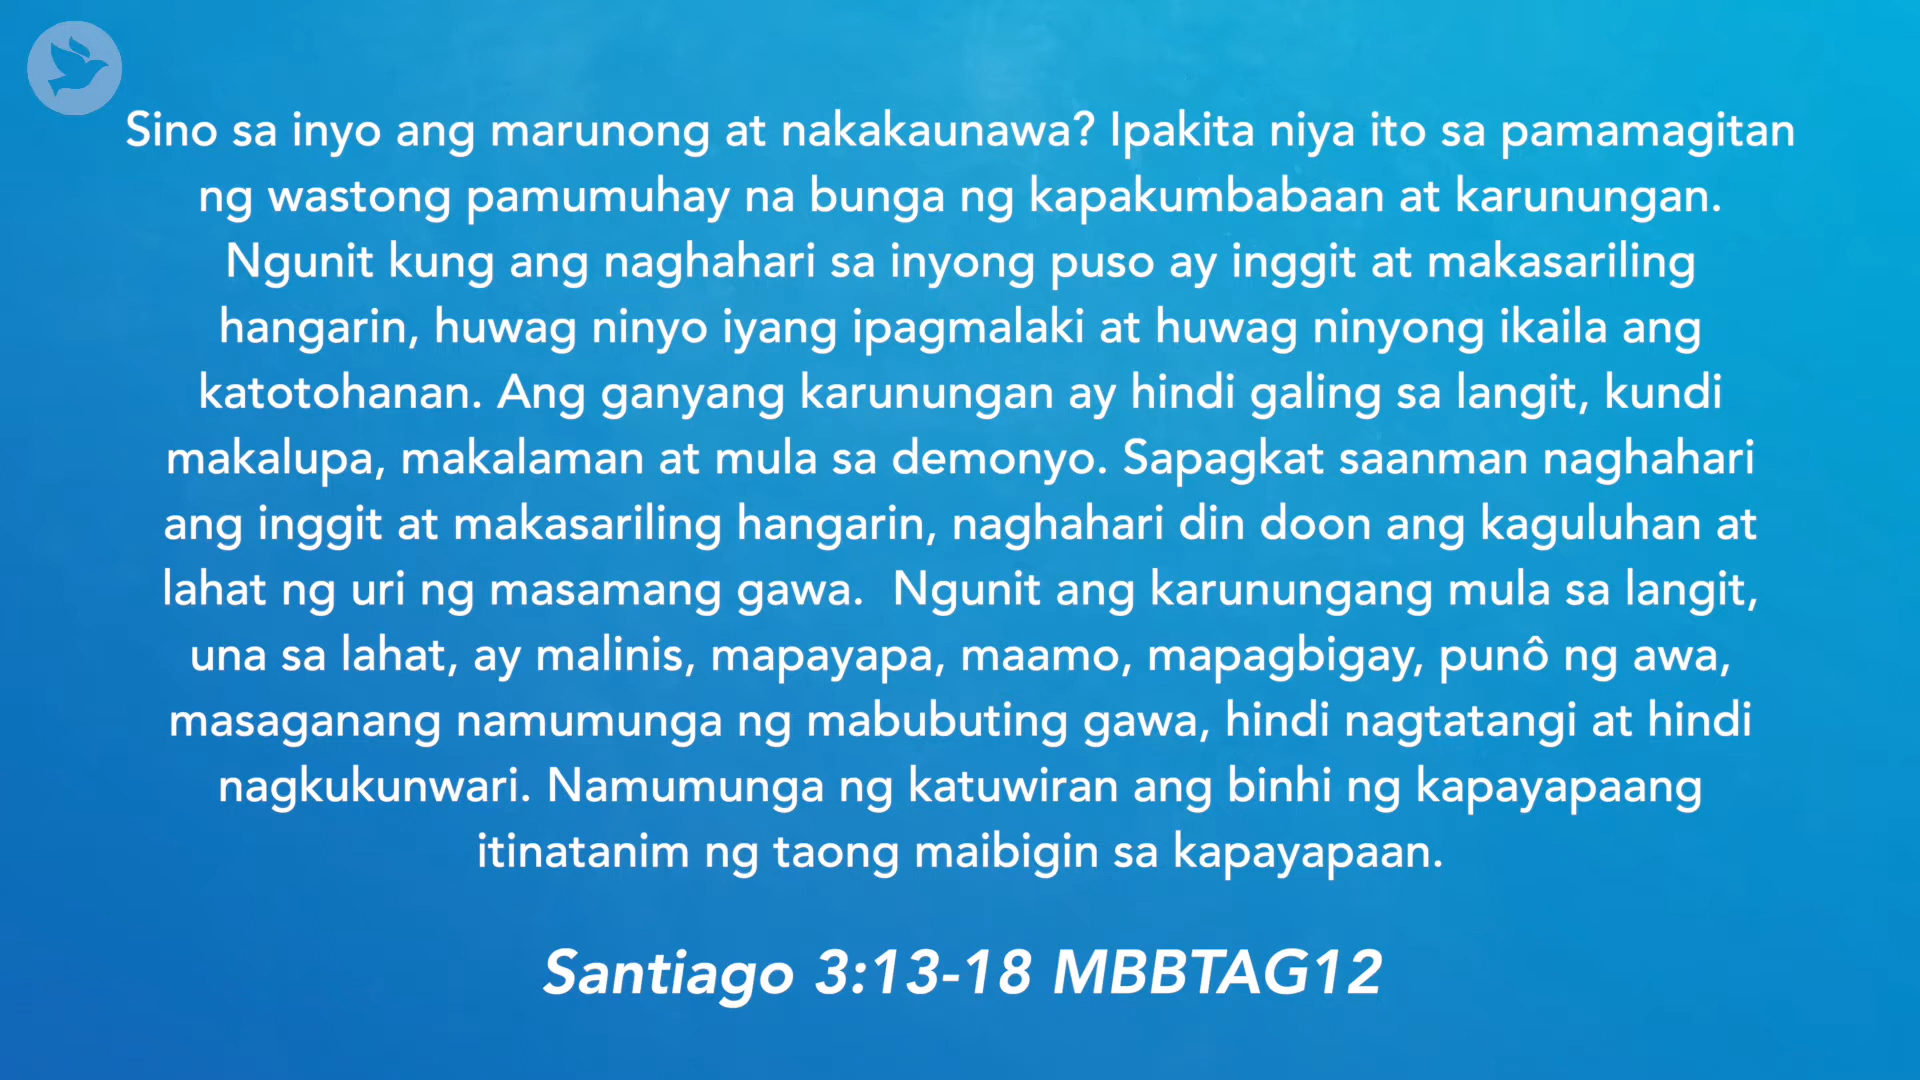 Sino sa inyo ang marunong at nakakaunawa? Ipakita niya ito sa pamamagitan
ng wastong pamumuhay na bunga ng kapakumbabaan at karunungan.
Ngunit kung ang naghahari sa inyong puso ay inggit at makasariling
hangarin, huwag ninyo iyang ipagmalaki at huwag ninyong ikaila ang
katotohanan. Ang ganyang karunungan ay hindi galing sa langit, kundi
makalupa, makalaman at mula sa demonyo. Sapagkat saanman naghahari
ang inggit at makasariling hangarin, naghahari din doon ang kaguluhan at
lahat ng uri ng masamang gawa.  Ngunit ang karunungang mula sa langit,
una sa lahat, ay malinis, mapayapa, maamo, mapagbigay, punô ng awa,
masaganang namumunga ng mabubuting gawa, hindi nagtatangi at hindi
nagkukunwari. Namumunga ng katuwiran ang binhi ng kapayapaang
itinatanim ng taong maibigin sa kapayapaan.
Santiago 3:13-18 MBBTAG12